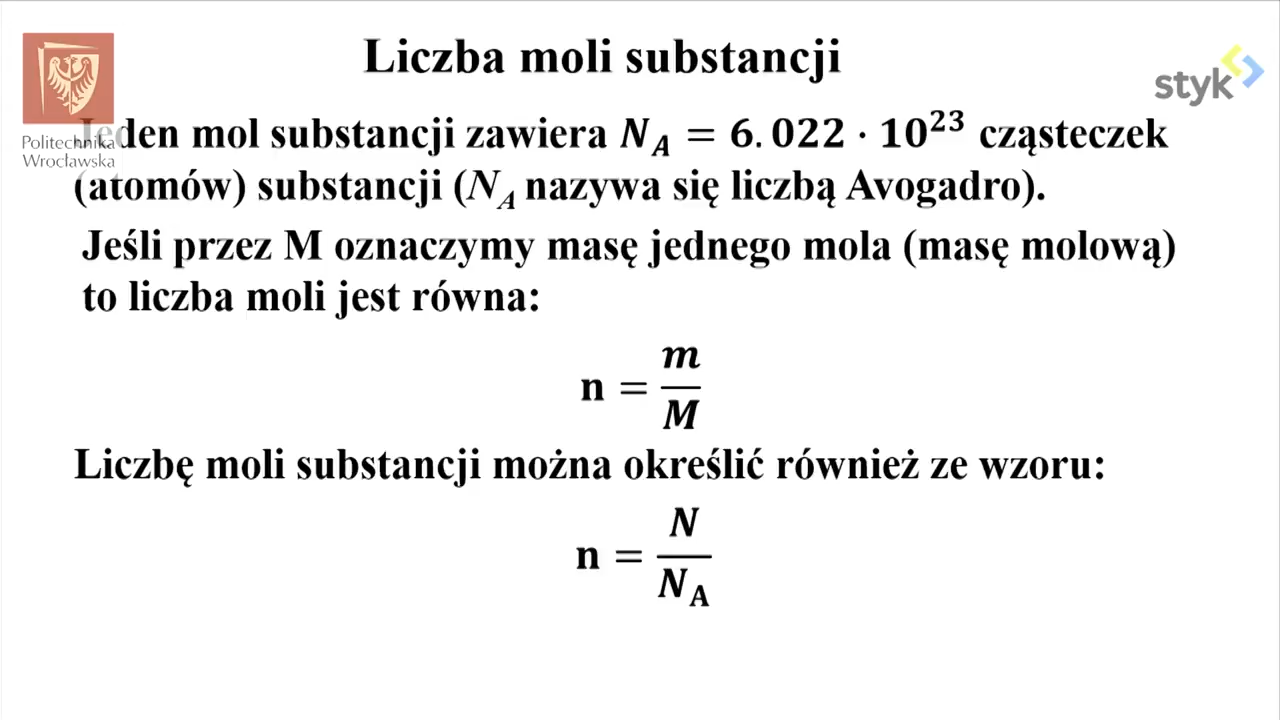 Liczba moli substancji
styk
Politechnika
Wrocławska
Jeden mol substancji zawiera N_A = 6.022 · 10^23 cząsteczek
(atomów) substancji (N_A nazywa się liczbą Avogadro).
Jeśli przez M oznaczymy masę jednego mola (masę molową)
to liczba moli jest równa:
n = m/M
Liczbę moli substancji można określić również ze wzoru:
n = N/N_A